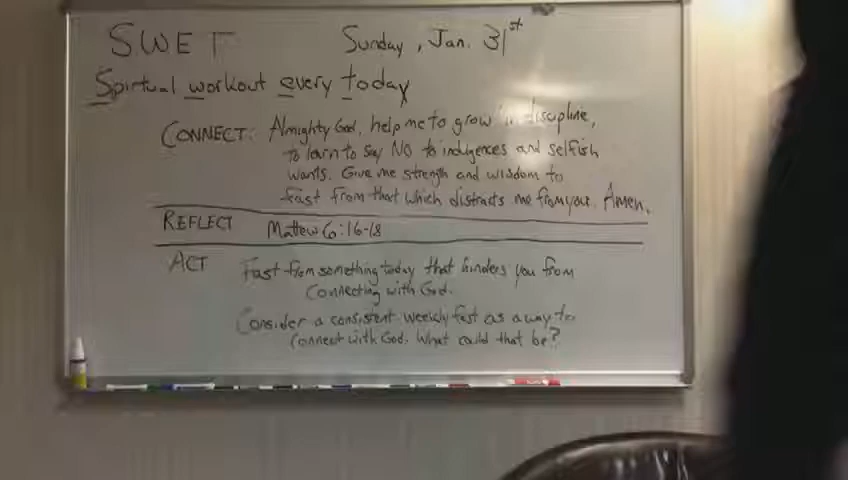 S.W.E.T Sunday, Jan. 31st
Spirtual workout every today
CONNECT: Almighty God, help me to grow in discipline,
to learn to say NO to indulgences and selfish
wants. Give me strength and wisdom to
fast from that which distracts me from you. Amen.
REFLECT Mattew 6:16-18
ACT Fast from something today that hinders you from
connecting with God.
Consider a consistent weekly fast as a way to
connect with God. What could that be?